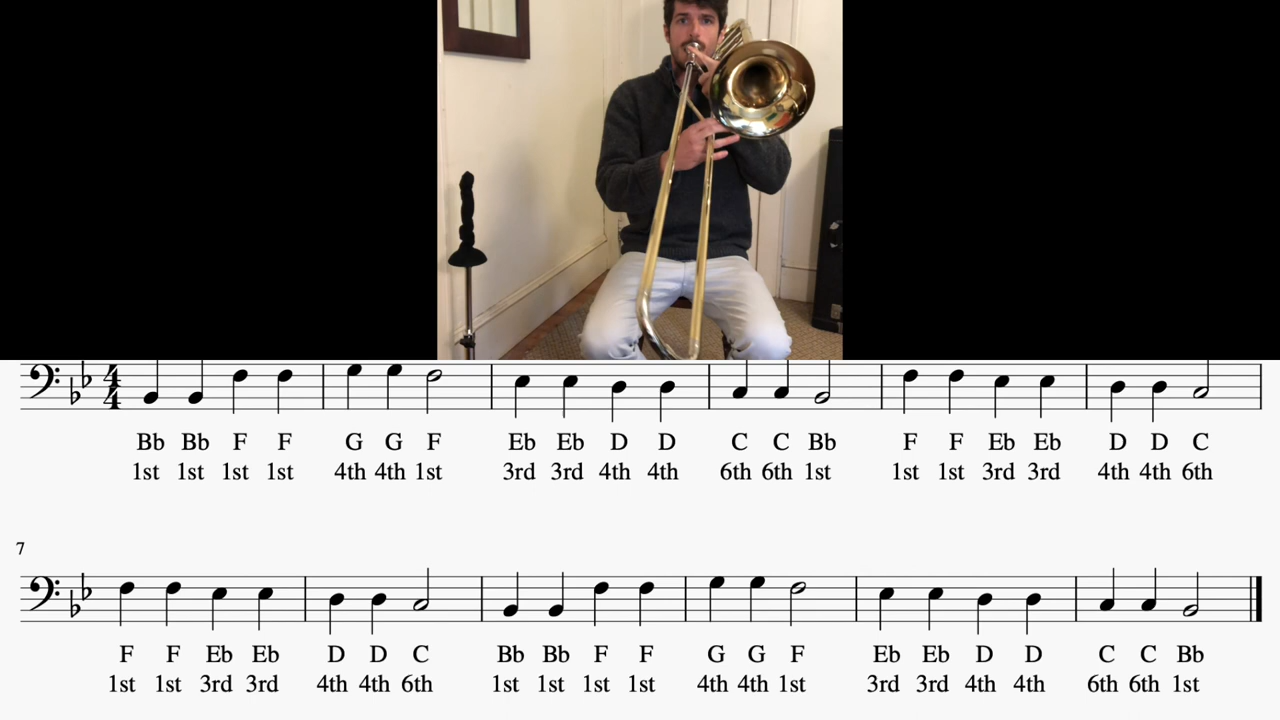 4
4
Bb Bb F F G G F Eb Eb D D C C Bb F F Eb Eb D D C
1st 1st 1st 1st 4th 4th 1st 3rd 3rd 4th 4th 6th 6th 1st 1st 1st 3rd 3rd 4th 4th 6th
7
F F Eb Eb D D C Bb Bb F F G G F Eb Eb D D C C Bb
1st 1st 3rd 3rd 4th 4th 6th 1st 1st 1st 1st 4th 4th 1st 3rd 3rd 4th 4th 6th 6th 1st